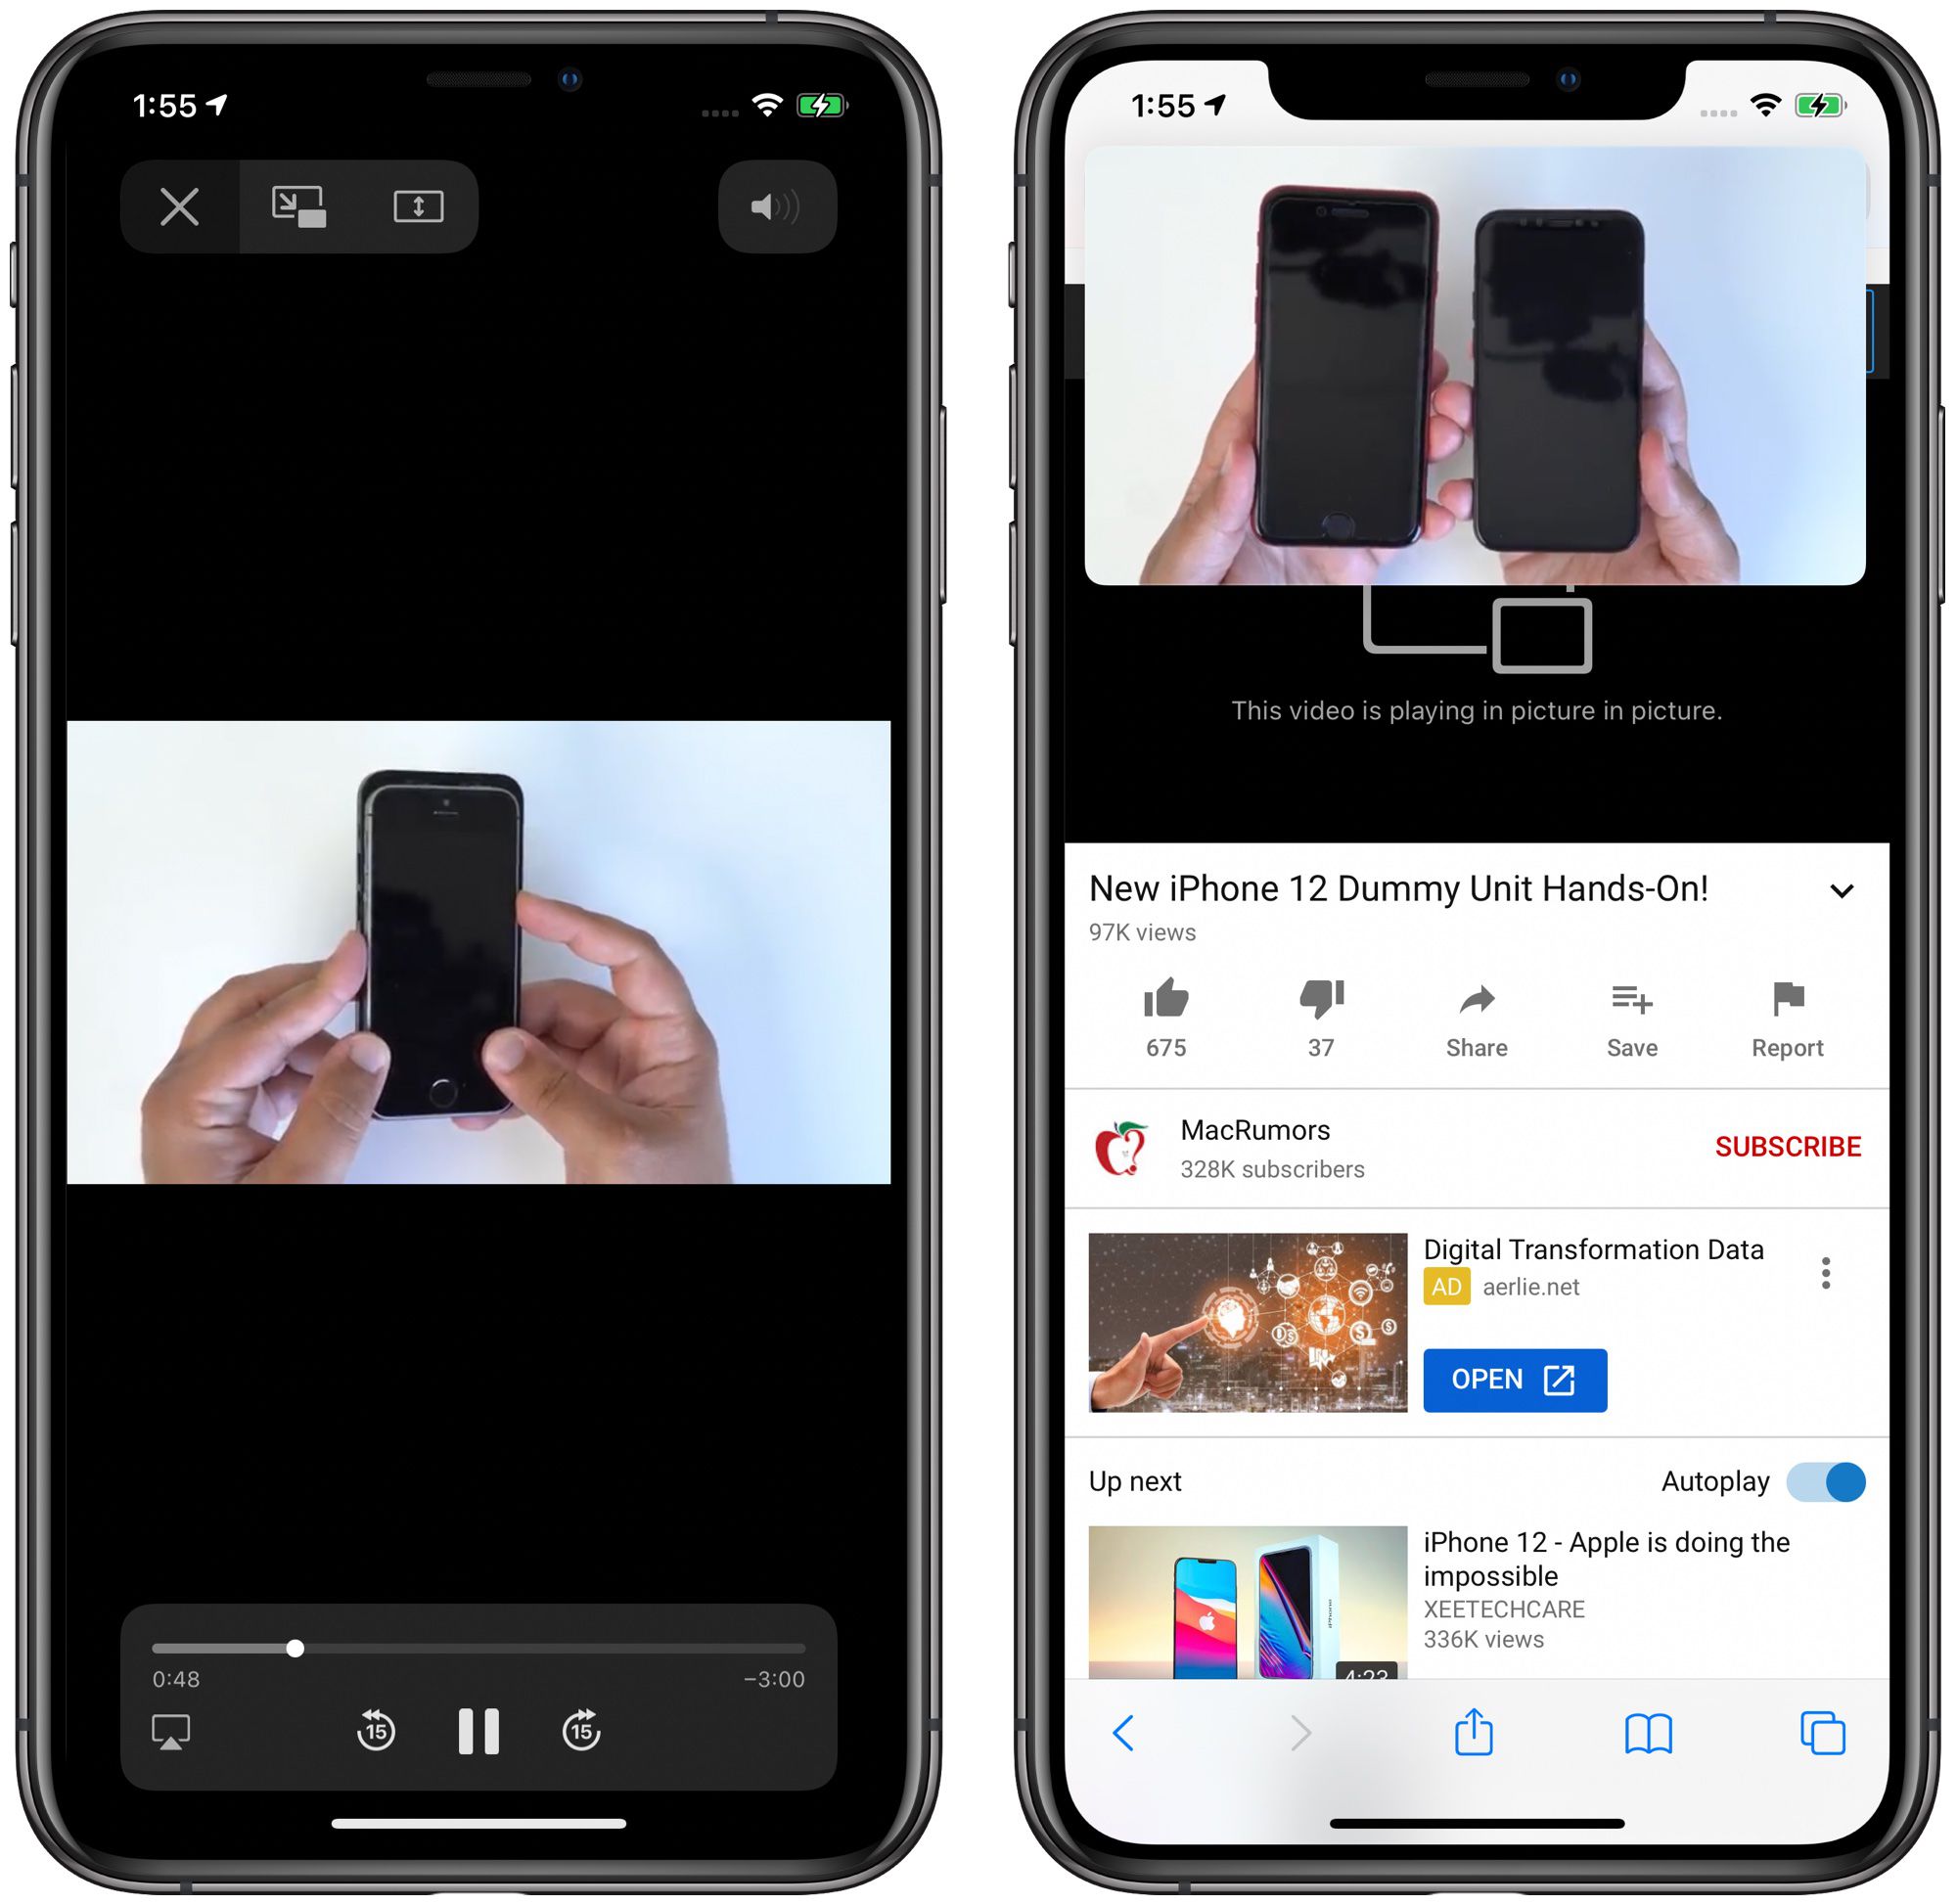 1:55
0:48
−3:00
15
15
1:55
This video is playing in picture in picture.
New iPhone 12 Dummy Unit Hands-On!
97K views
675
37
Share
Save
Report
MacRumors
328K subscribers
SUBSCRIBE
Digital Transformation Data
AD aerlie.net
OPEN
Up next
Autoplay
iPhone 12 - Apple is doing the
impossible
XEETECHCARE
336K views
4:23
iPhone